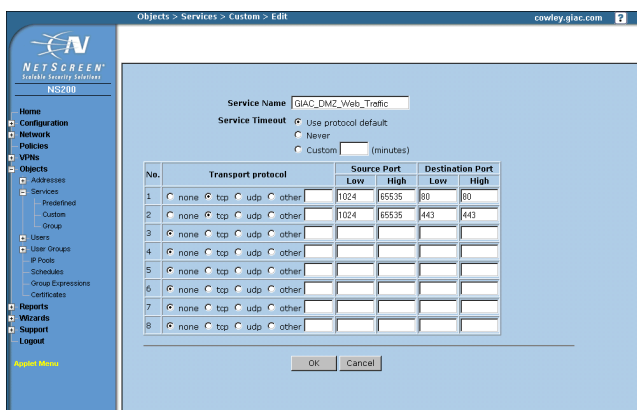 Objects > Services > Custom > Edit
cowley.giac.com ?
N
NETSCREEN
Scalable Security Solutions
NS200
Home
Configuration
Network
Policies
VPNs
Objects
Addresses
Services
Predefined
Custom
Group
Users
User Groups
IP Pools
Schedules
Group Expressions
Certificates
Reports
Wizards
Support
Logout
Applet Menu
Service Name GIAC_DMZ_Web_Traffic
Service Timeout Use protocol default
Never
Custom (minutes)
No. Transport protocol Source Port Destination Port
Low High Low High
1 none tcp udp other 1024 65535 80 80
2 none tcp udp other 1024 65535 443 443
3 none tcp udp other
4 none tcp udp other
5 none tcp udp other
6 none tcp udp other
7 none tcp udp other
8 none tcp udp other
OK Cancel